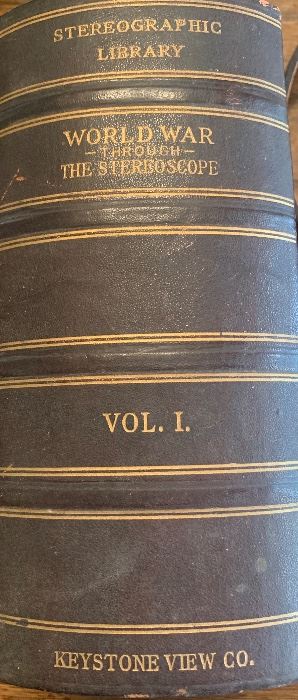 STEREOGRAPHIC
LIBRARY
WORLD WAR
—THROUGH—
THE STEREOSCOPE
VOL. I.
KEYSTONE VIEW CO.